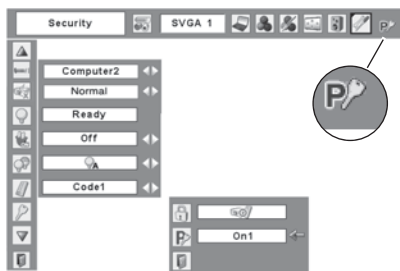 Security
SVGA 1
Computer2
Normal
Ready
Off
Code1
On1